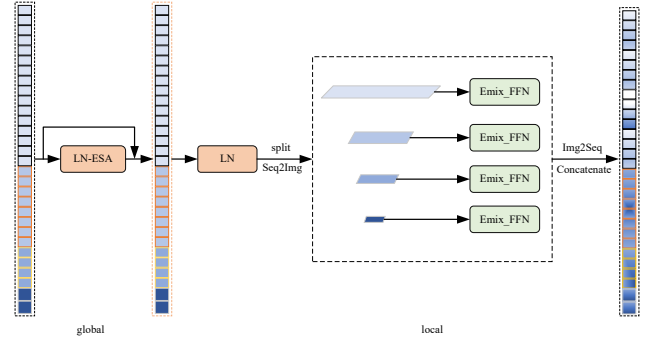 Emix_FFN
Emix_FFN
LN-ESA
LN
split
Seq2Img
Img2Seq
Concatenate
Emix_FFN
Emix_FFN
global
local